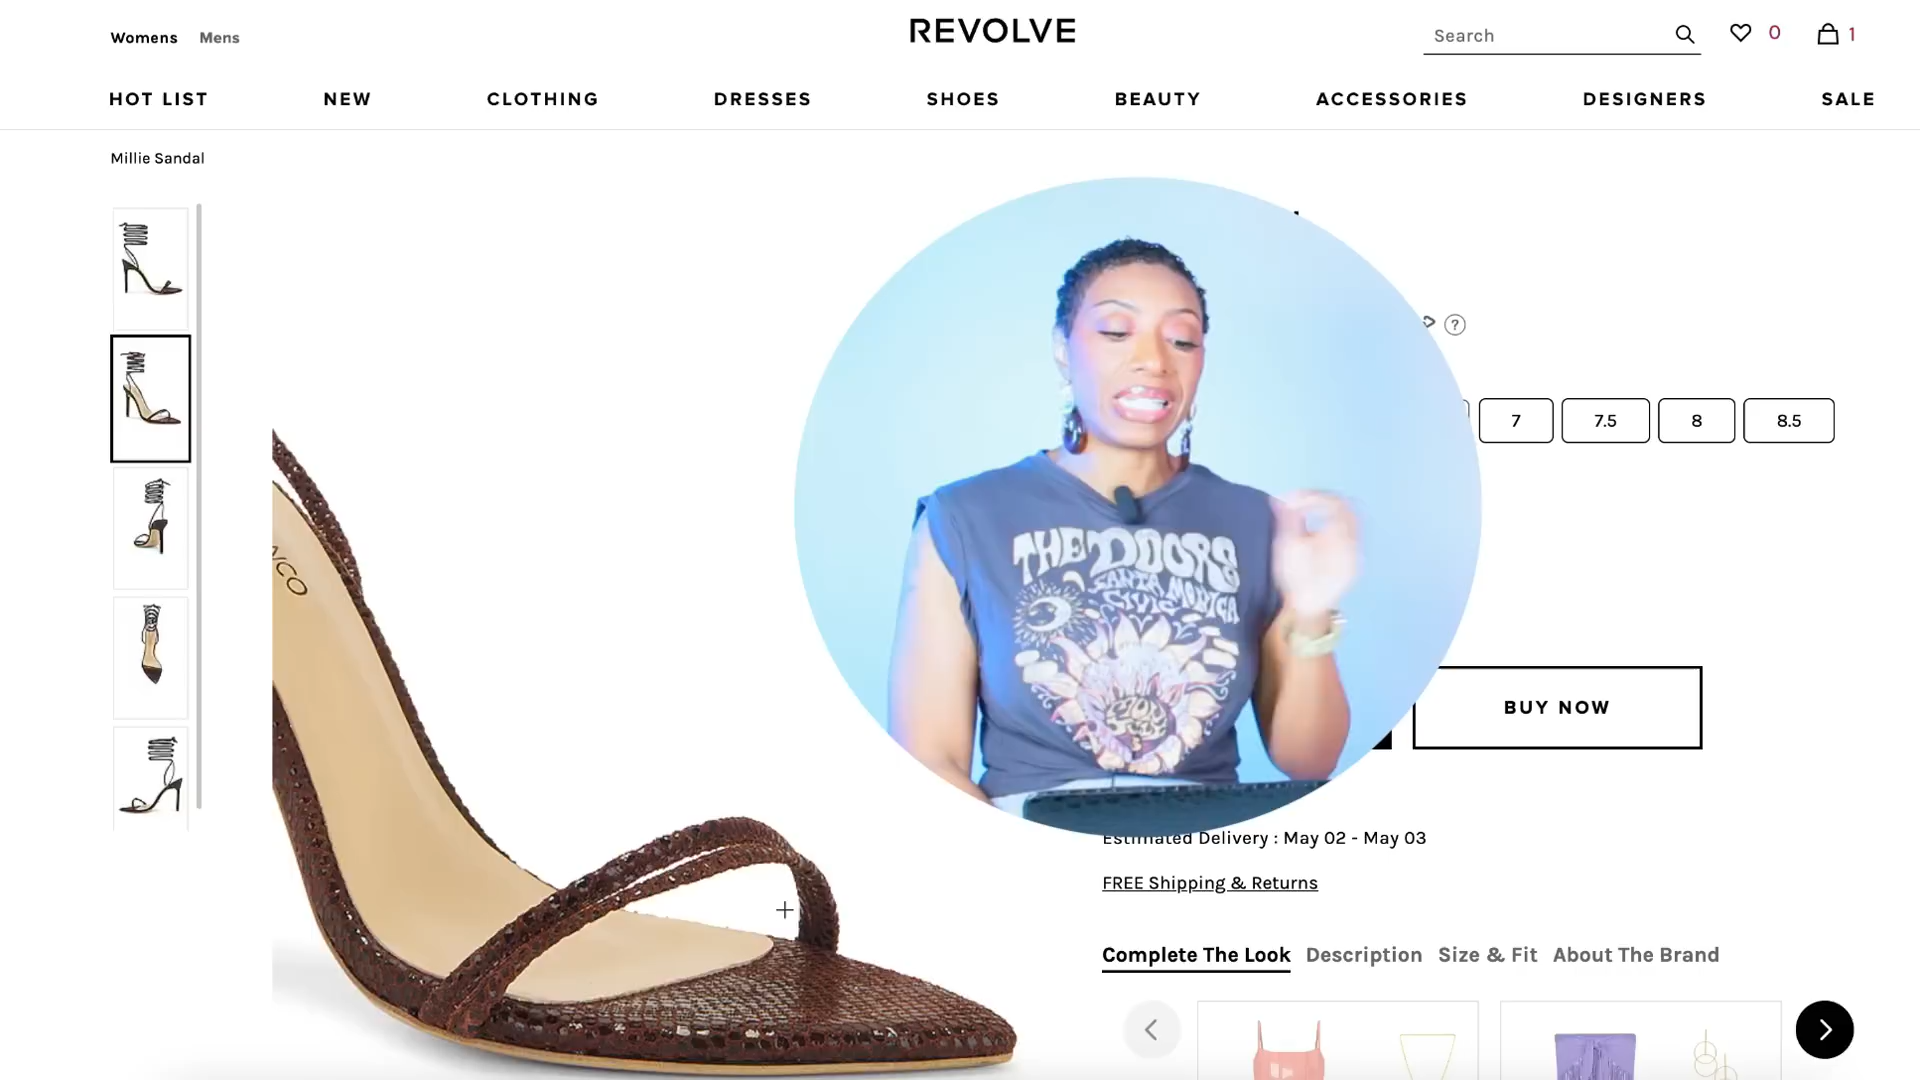 Womens Mens
REVOLVE
Search
0
1
HOT LIST NEW CLOTHING DRESSES SHOES BEAUTY ACCESSORIES DESIGNERS SALE
Millie Sandal
?
7 7.5 8 8.5
THE DOORS
SANTA MONICA
CIVIC
BUY NOW
Estimated Delivery : May 02 - May 03
FREE Shipping & Returns
Complete The Look Description Size & Fit About The Brand